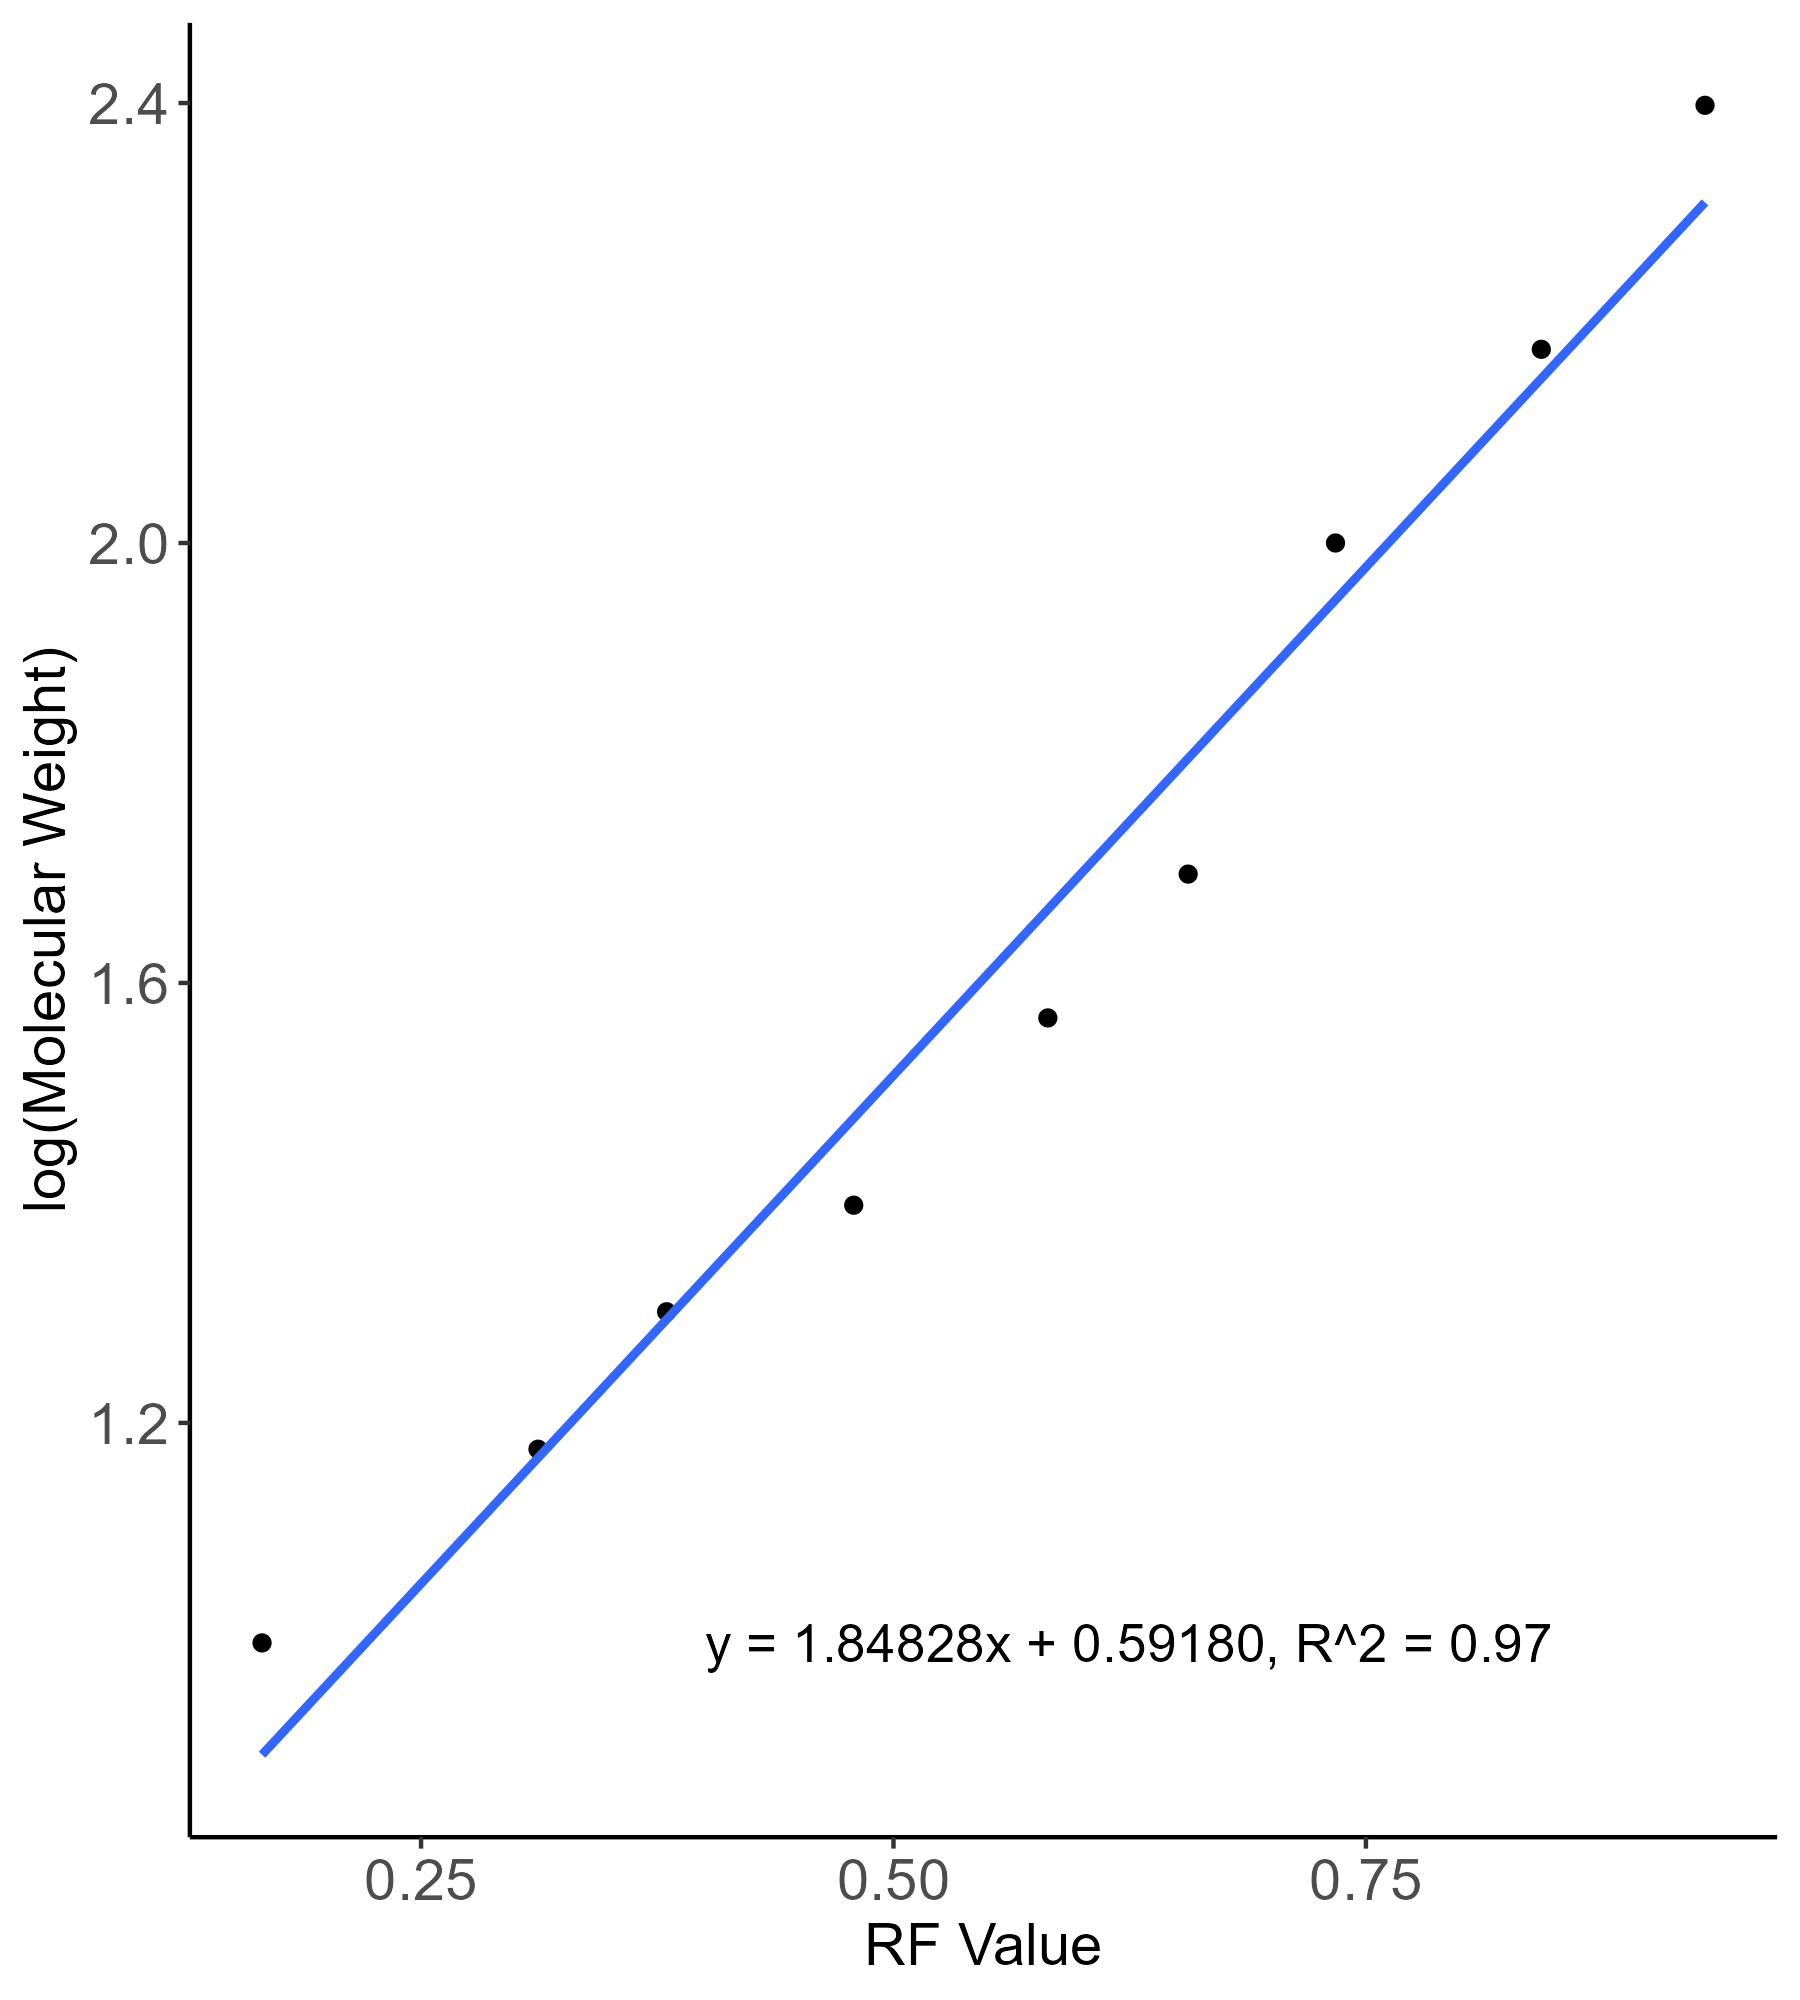 2.4
2.0
1.6
1.2
log(Molecular Weight)
y = 1.84828x + 0.59180, R^2 = 0.97
0.25 0.50 0.75
RF Value